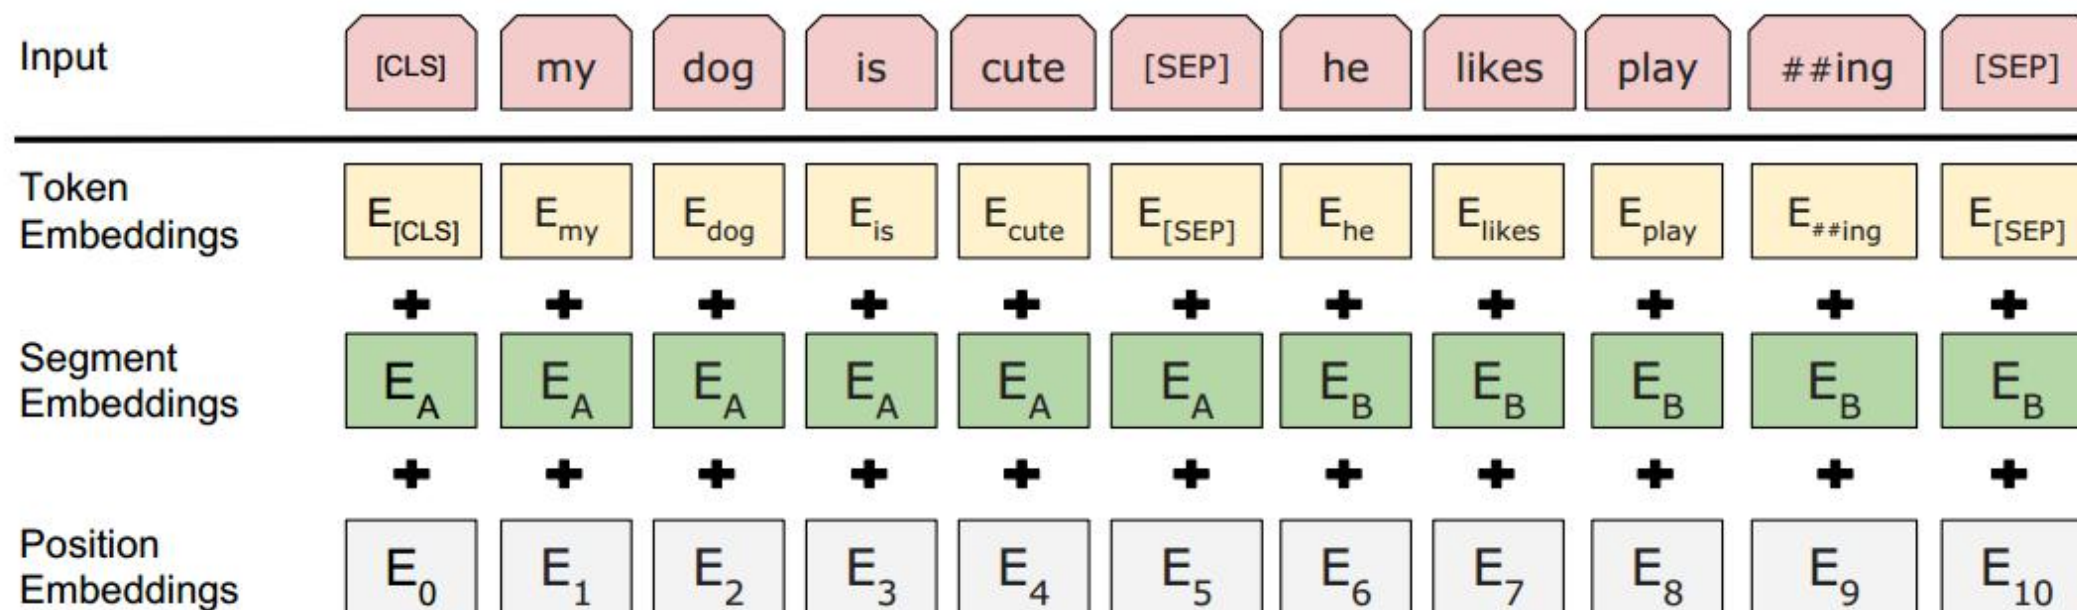 Input [CLS] my dog is cute [SEP] he likes play ##ing [SEP]
Token
Embeddings
E[CLS] Emy Edog Eis Ecute E[SEP] Ehe Elikes Eplay E##ing E[SEP]
+ + + + + + + + + + +
Segment
Embeddings
EA EA EA EA EA EA EB EB EB EB EB
+ + + + + + + + + + +
Position
Embeddings
E0 E1 E2 E3 E4 E5 E6 E7 E8 E9 E10